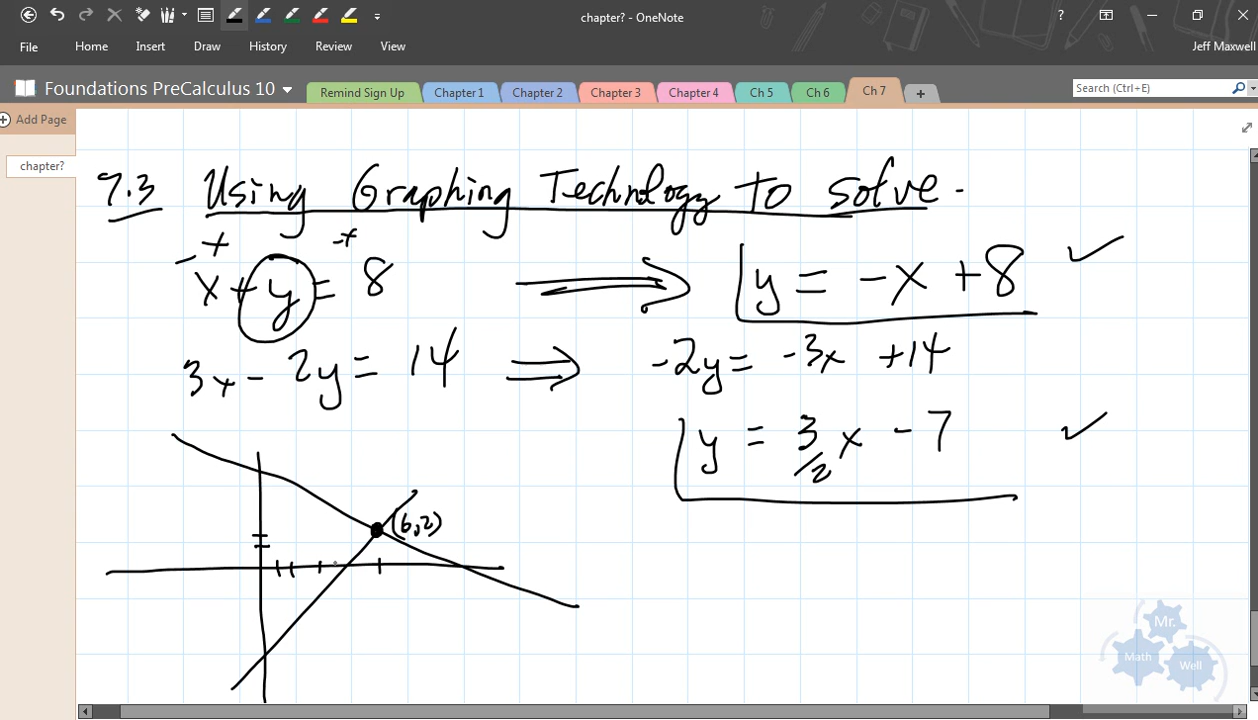 chapter? - OneNote
?
File Home Insert Draw History Review View
Jeff Maxwell
Foundations PreCalculus 10
Remind Sign Up Chapter 1 Chapter 2 Chapter 3 Chapter 4 Ch 5 Ch 6 Ch 7 +
Search (Ctrl+E)
Add Page
chapter?
7.3 Using Graphing Technology To Solve.
-x -x
x + y = 8 ⟹ y = -x + 8 ✓
3x - 2y = 14 ⟹ -2y = -3x + 14
y = 3/2 x - 7 ✓
(6,2)
Mr.
Math Well